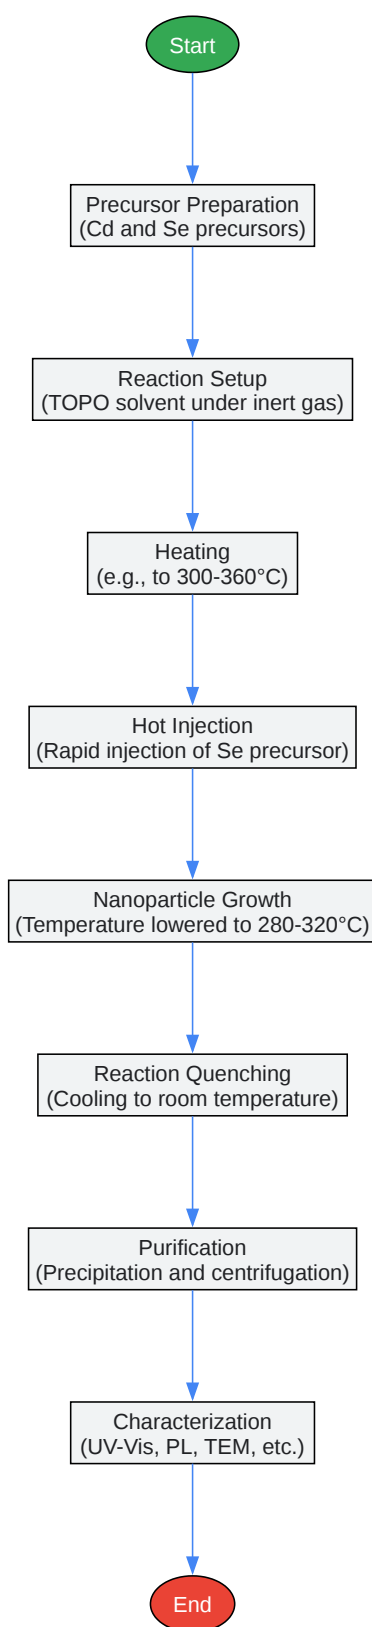 Start
Precursor Preparation
(Cd and Se precursors)
Reaction Setup
(TOPO solvent under inert gas)
Heating
(e.g., to 300-360°C)
Hot Injection
(Rapid injection of Se precursor)
Nanoparticle Growth
(Temperature lowered to 280-320°C)
Reaction Quenching
(Cooling to room temperature)
Purification
(Precipitation and centrifugation)
Characterization
(UV-Vis, PL, TEM, etc.)
End